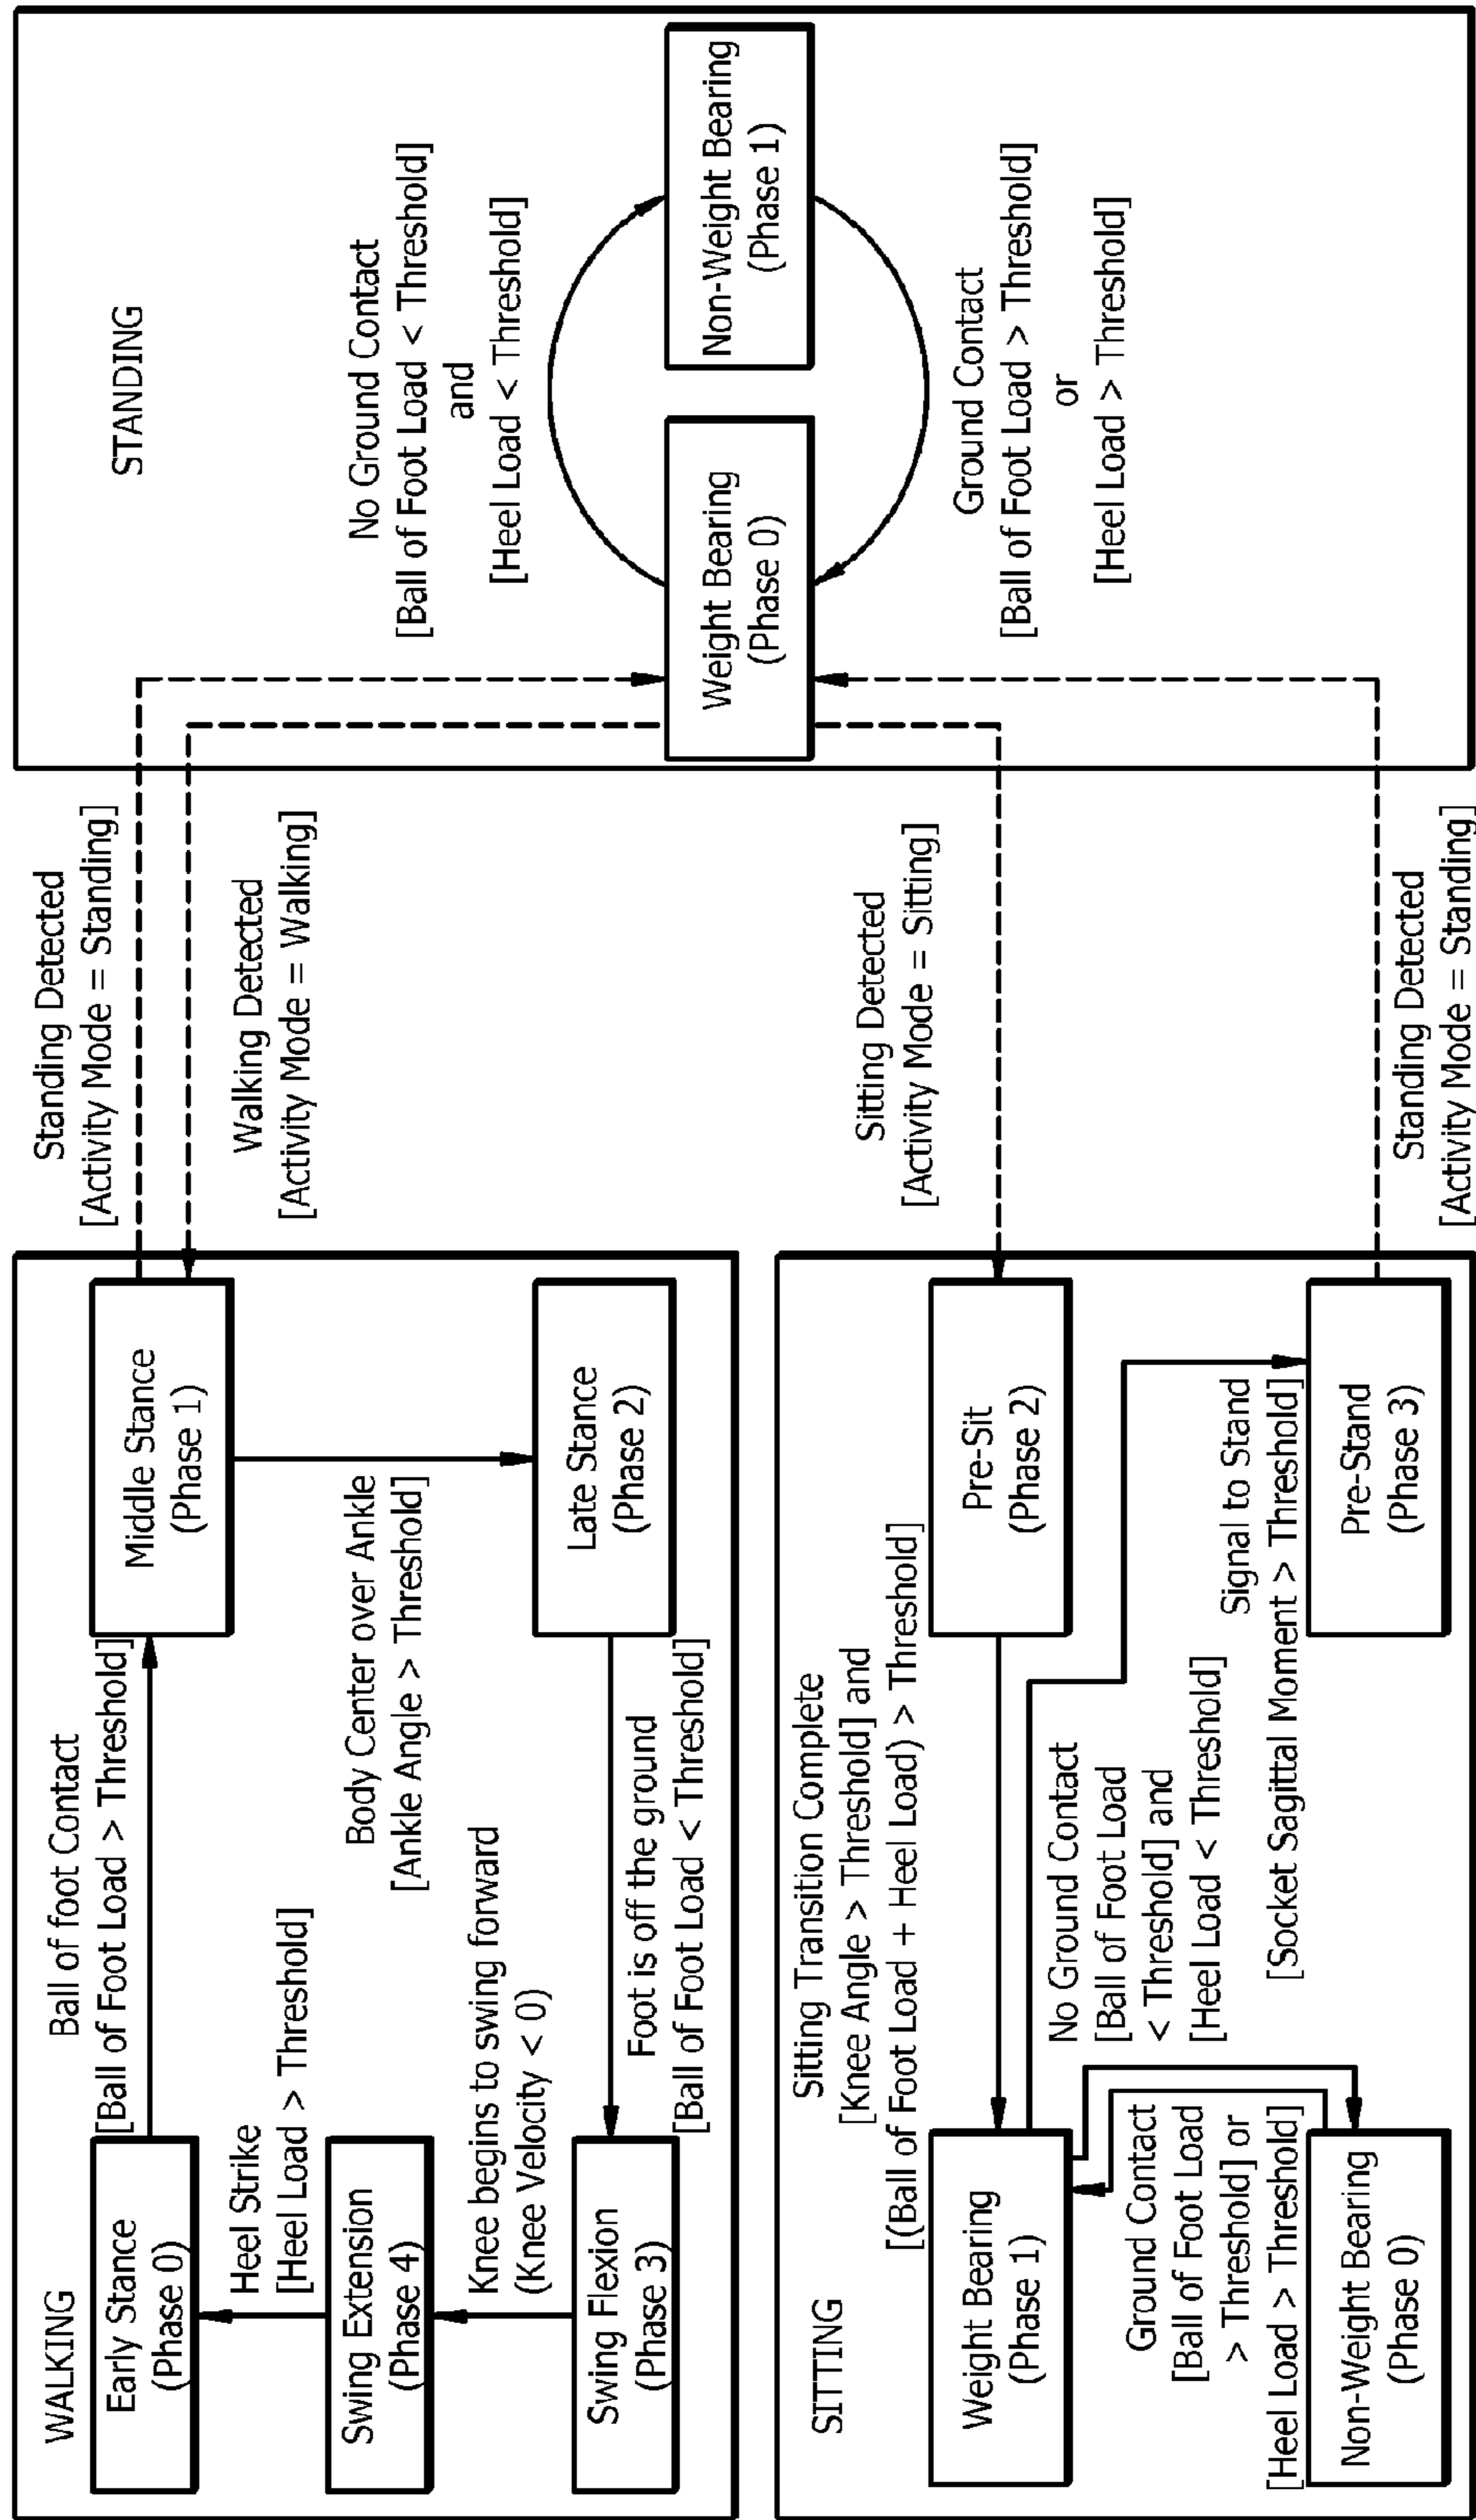 WALKING
Early Stance
(Phase 0)
Ball of foot Contact
[Ball of Foot Load > Threshold]
Middle Stance
(Phase 1)
Heel Strike
[Heel Load > Threshold]
Swing Extension
(Phase 4)
Body Center over Ankle
[Ankle Angle > Threshold]
Knee begins to swing forward
(Knee Velocity < 0)
Swing Flexion
(Phase 3)
Foot is off the ground
[Ball of Foot Load < Threshold]
Late Stance
(Phase 2)
Standing Detected
[Activity Mode = Standing]
Walking Detected
[Activity Mode = Walking]
STANDING
No Ground Contact
[Ball of Foot Load < Threshold]
and
[Heel Load < Threshold]
Weight Bearing
(Phase 0)
Non-Weight Bearing
(Phase 1)
Ground Contact
[Ball of Foot Load > Threshold]
or
[Heel Load > Threshold]
SITTING
Sitting Transition Complete
[Knee Angle > Threshold] and
[(Ball of Foot Load + Heel Load) > Threshold]
Weight Bearing
(Phase 1)
Pre-Sit
(Phase 2)
Sitting Detected
[Activity Mode = Sitting]
No Ground Contact
[Ball of Foot Load
< Threshold] and
[Heel Load < Threshold]
Ground Contact
[Ball of Foot Load
> Threshold] or
[Heel Load > Threshold]
Signal to Stand
[Socket Sagittal Moment > Threshold]
Non-Weight Bearing
(Phase 0)
Pre-Stand
(Phase 3)
Standing Detected
[Activity Mode = Standing]